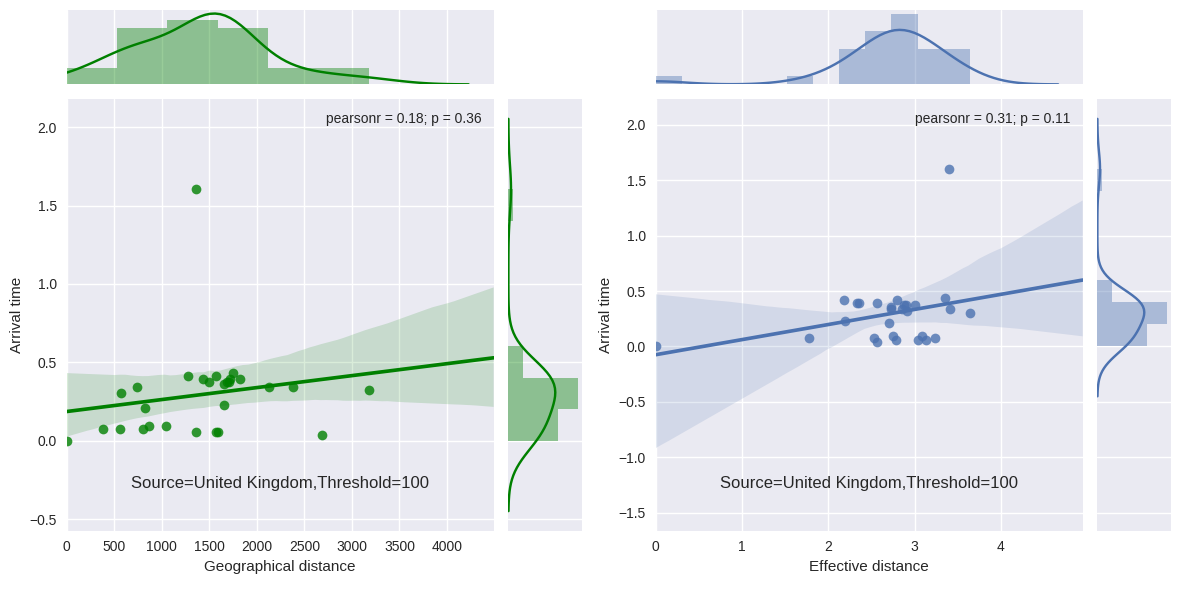 pearsonr = 0.18; p = 0.36
2.0
1.5
1.0
0.5
0.0
−0.5
Arrival time
Source=United Kingdom,Threshold=100
0 500 1000 1500 2000 2500 3000 3500 4000
Geographical distance
pearsonr = 0.31; p = 0.11
2.0
1.5
1.0
0.5
0.0
−0.5
−1.0
−1.5
Arrival time
Source=United Kingdom,Threshold=100
0 1 2 3 4
Effective distance